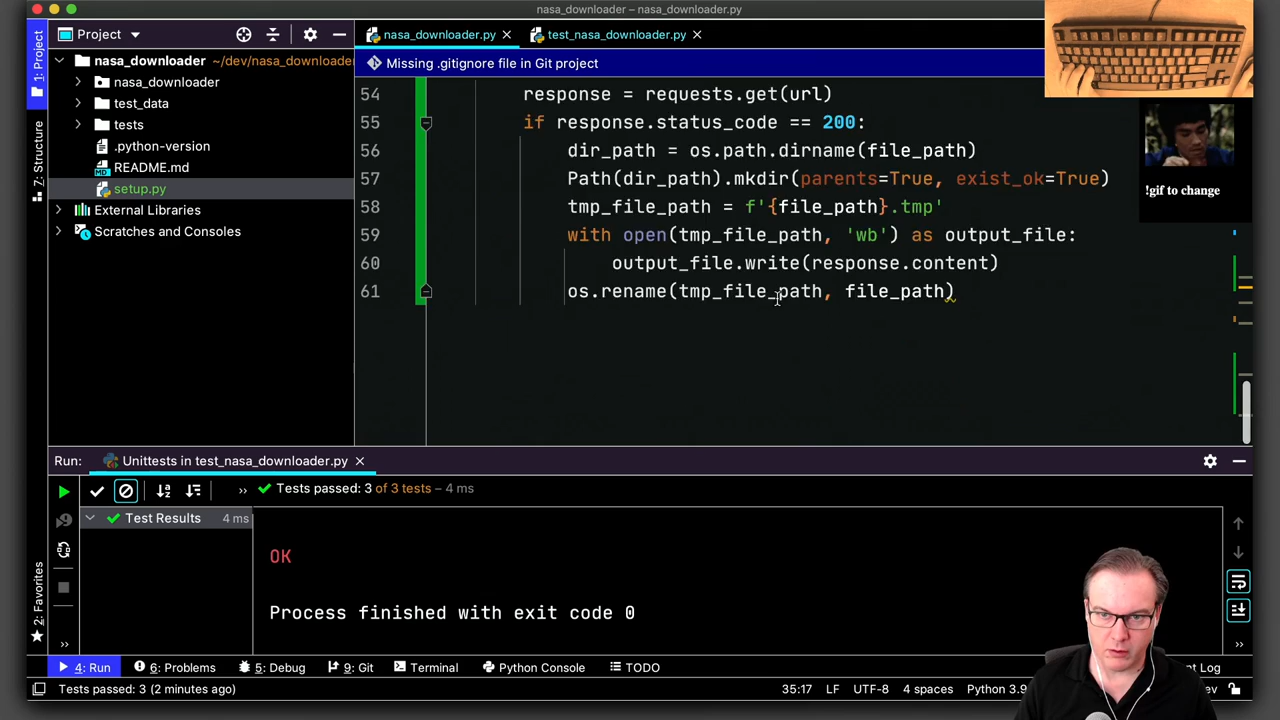 nasa_downloader – nasa_downloader.py
Project
nasa_downloader.py
test_nasa_downloader.py
1: Project
nasa_downloader ~/dev/nasa_downloader
Missing .gitignore file in Git project
nasa_downloader
54 response = requests.get(url)
test_data
55 if response.status_code == 200:
tests
56 dir_path = os.path.dirname(file_path)
.python-version
README.md
57 Path(dir_path).mkdir(parents=True, exist_ok=True)
setup.py
!gif to change
58 tmp_file_path = f'{file_path}.tmp'
External Libraries
59 with open(tmp_file_path, 'wb') as output_file:
Scratches and Consoles
60 output_file.write(response.content)
61 os.rename(tmp_file_path, file_path)
7: Structure
Run: Unittests in test_nasa_downloader.py
Tests passed: 3 of 3 tests – 4 ms
Test Results 4 ms
OK
Process finished with exit code 0
2: Favorites
4: Run
6: Problems
5: Debug
9: Git
Terminal
Python Console
TODO
Tests passed: 3 (2 minutes ago)
35:17
LF
UTF-8
4 spaces
Python 3.9